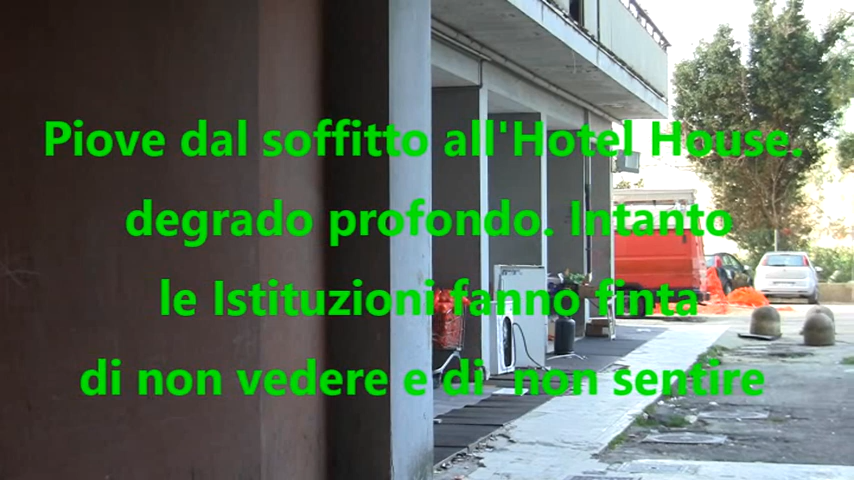 Piove dal soffitto all'Hotel House.
degrado profondo. Intanto
le Istituzioni fanno finta
di non vedere e di  non sentire